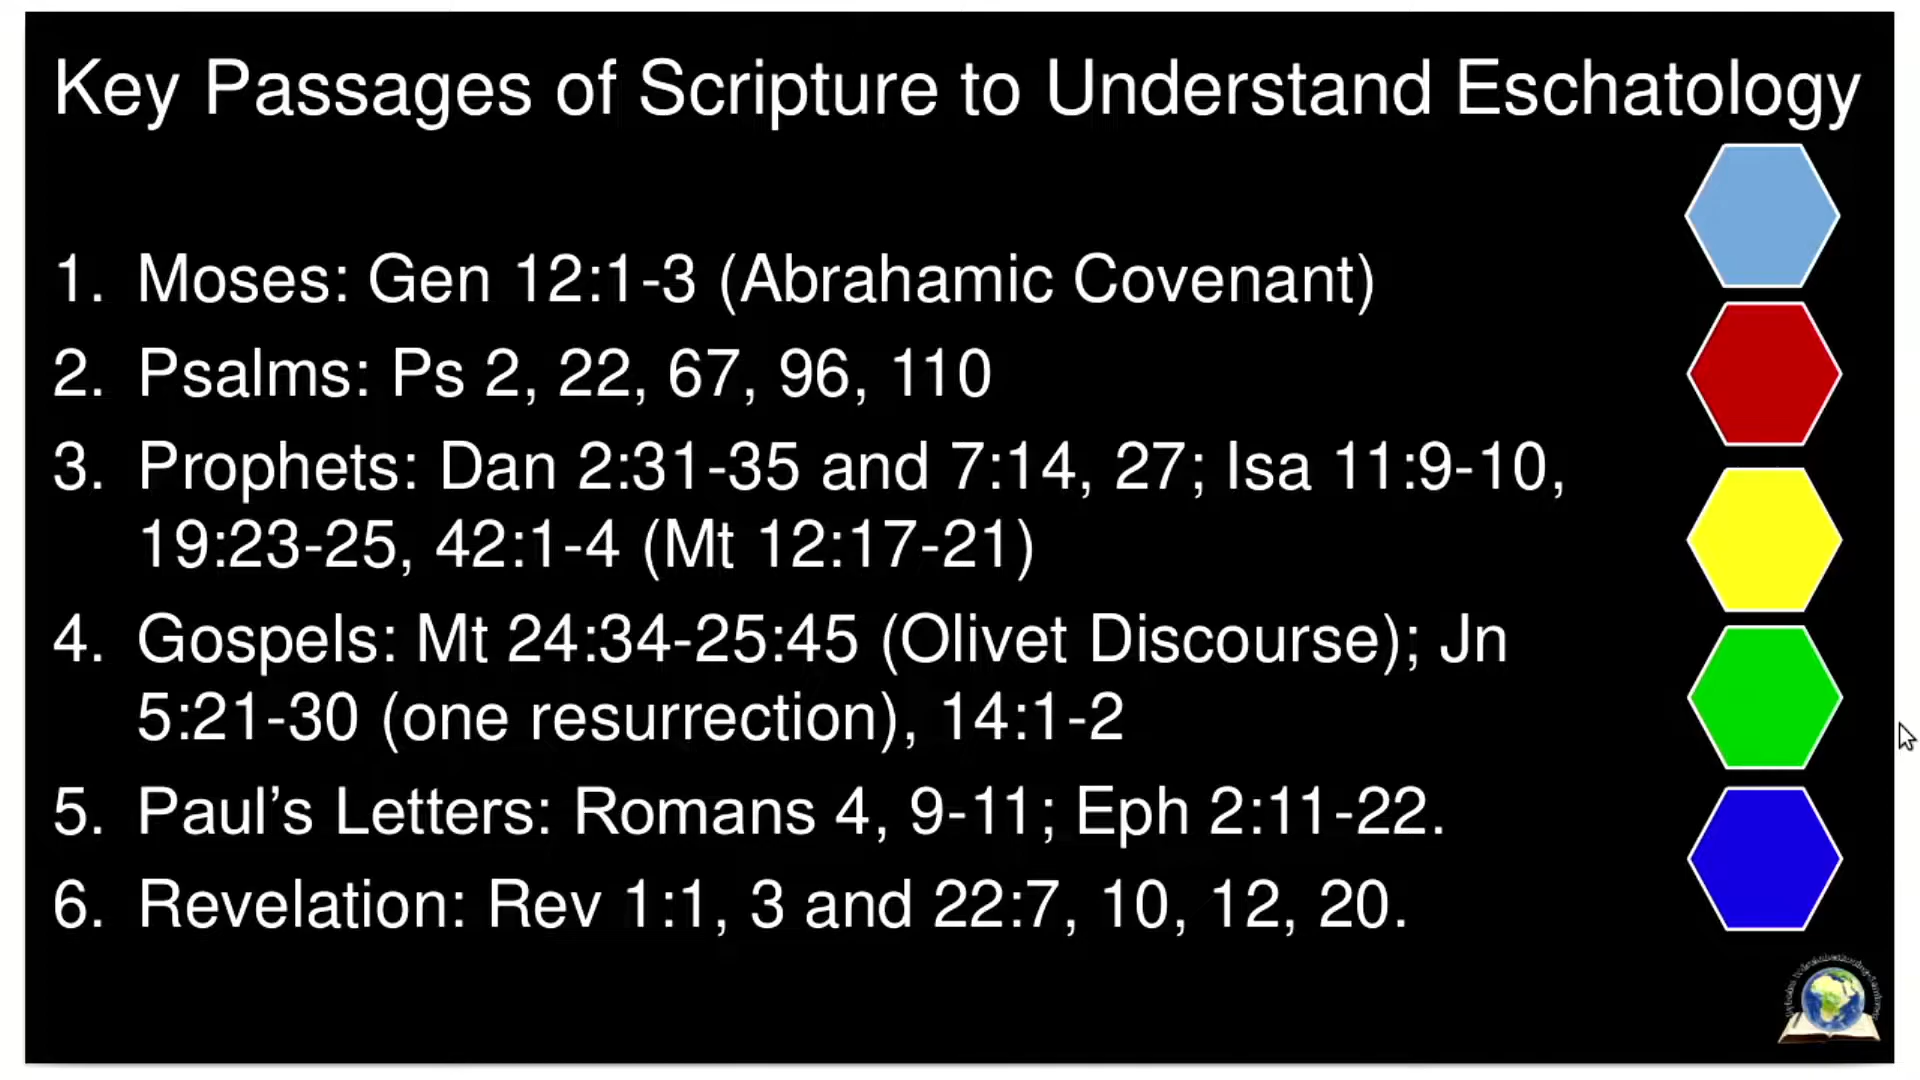 Key Passages of Scripture to Understand Eschatology
1. Moses: Gen 12:1-3 (Abrahamic Covenant)
2. Psalms: Ps 2, 22, 67, 96, 110
3. Prophets: Dan 2:31-35 and 7:14, 27; Isa 11:9-10,
19:23-25, 42:1-4 (Mt 12:17-21)
4. Gospels: Mt 24:34-25:45 (Olivet Discourse); Jn
5:21-30 (one resurrection), 14:1-2
5. Paul’s Letters: Romans 4, 9-11; Eph 2:11-22.
6. Revelation: Rev 1:1, 3 and 22:7, 10, 12, 20.